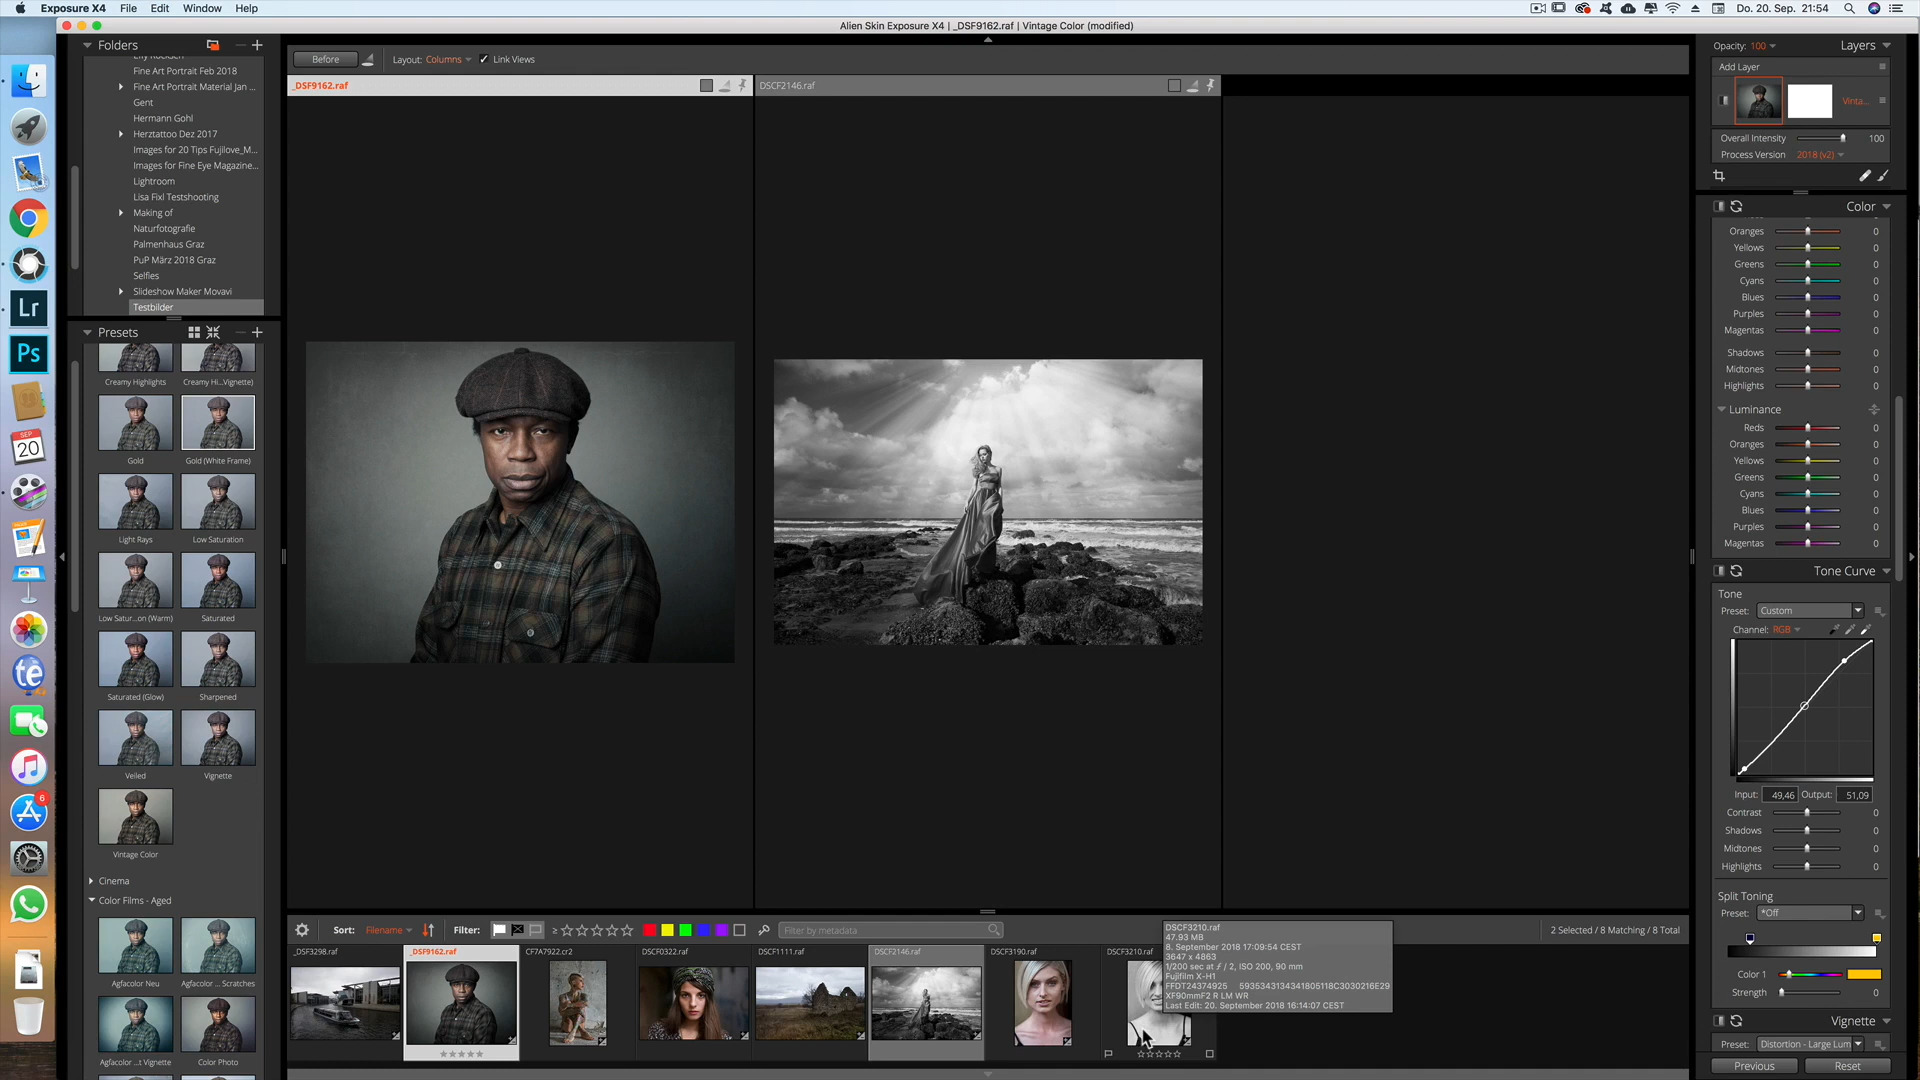 Exposure X4 File Edit Window Help
Do. 20. Sep. 21:54
Alien Skin Exposure X4 | _DSF9162.raf | Vintage Color (modified)
Folders
Fine Art Portrait Feb 2018
Fine Art Portrait Material Jan ...
Gent
Hermann Gohl
Herztattoo Dez 2017
Images for 20 Tips Fujilove_M...
Images for Fine Eye Magazine...
Lightroom
Lisa Fixl Testshooting
Making of
Naturfotografie
Palmenhaus Graz
PuP März 2018 Graz
Selfies
Slideshow Maker Movavi
Testbilder
Presets
Creamy Highlights
Creamy Hi...Vignette)
Gold
Gold (White Frame)
Light Rays
Low Saturation
Low Satur...on (Warm)
Saturated
Saturated (Glow)
Sharpened
Veiled
Vignette
Vintage Color
Cinema
Color Films - Aged
Agfacolor Neu
Agfacolor ... Scratches
Agfacolor ...t Vignette
Color Photo
Lr
Ps
SEP
20
te
6
Before
Layout: Columns
Link Views
_DSF9162.raf
DSCF2146.raf
Sort: Filename
Filter:
≥
Filter by metadata
2 Selected / 8 Matching / 8 Total
_DSF3298.raf
_DSF9162.raf
CF7A7922.cr2
DSCF0322.raf
DSCF1111.raf
DSCF2146.raf
DSCF3190.raf
DSCF3210.raf
DSCF3210.raf
47.93 MB
8. September 2018 17:09:54 CEST
3647 x 4863
1/200 sec at ƒ / 2, ISO 200, 90 mm
Fujifilm X-H1
FFDT24374925 5935343134341805118C3030216E29
XF90mmF2 R LM WR
Last Edit: 20. September 2018 16:14:07 CEST
Opacity: 100
Layers
Add Layer
Vinta...
Overall Intensity 100
Process Version 2018 (v2)
Color
Oranges 0
Yellows 0
Greens 0
Cyans 0
Blues 0
Purples 0
Magentas 0
Shadows 0
Midtones 0
Highlights 0
Luminance
Reds 0
Oranges 0
Yellows 0
Greens 0
Cyans 0
Blues 0
Purples 0
Magentas 0
Tone Curve
Tone
Preset: Custom
Channel: RGB
Input: 49,46 Output: 51,09
Contrast 0
Shadows 0
Midtones 0
Highlights 0
Split Toning
Preset: *Off
Color 1
Strength 0
Vignette
Preset: Distortion - Large Lum
Previous Reset